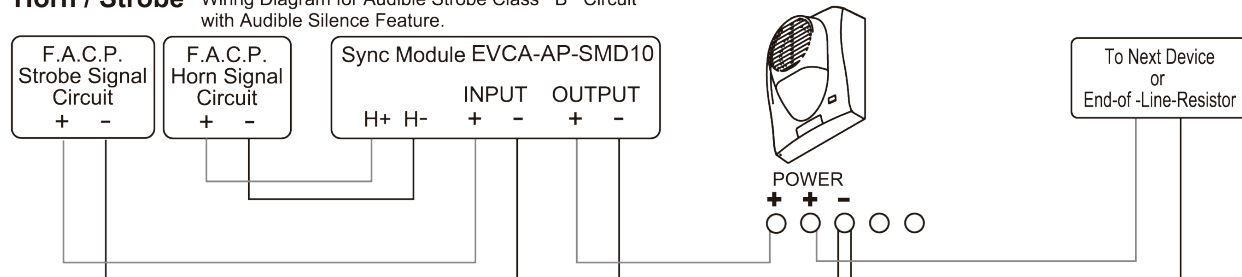 Horn / Strobe Wiring Diagram for Audible Strobe Class "B" Circuit
with Audible Silence Feature.
F.A.C.P.
Strobe Signal
Circuit
+ -
F.A.C.P.
Horn Signal
Circuit
+ -
Sync Module EVCA-AP-SMD10
INPUT OUTPUT
H+ H- + - + -
POWER
+ + -
To Next Device
or
End-of -Line-Resistor